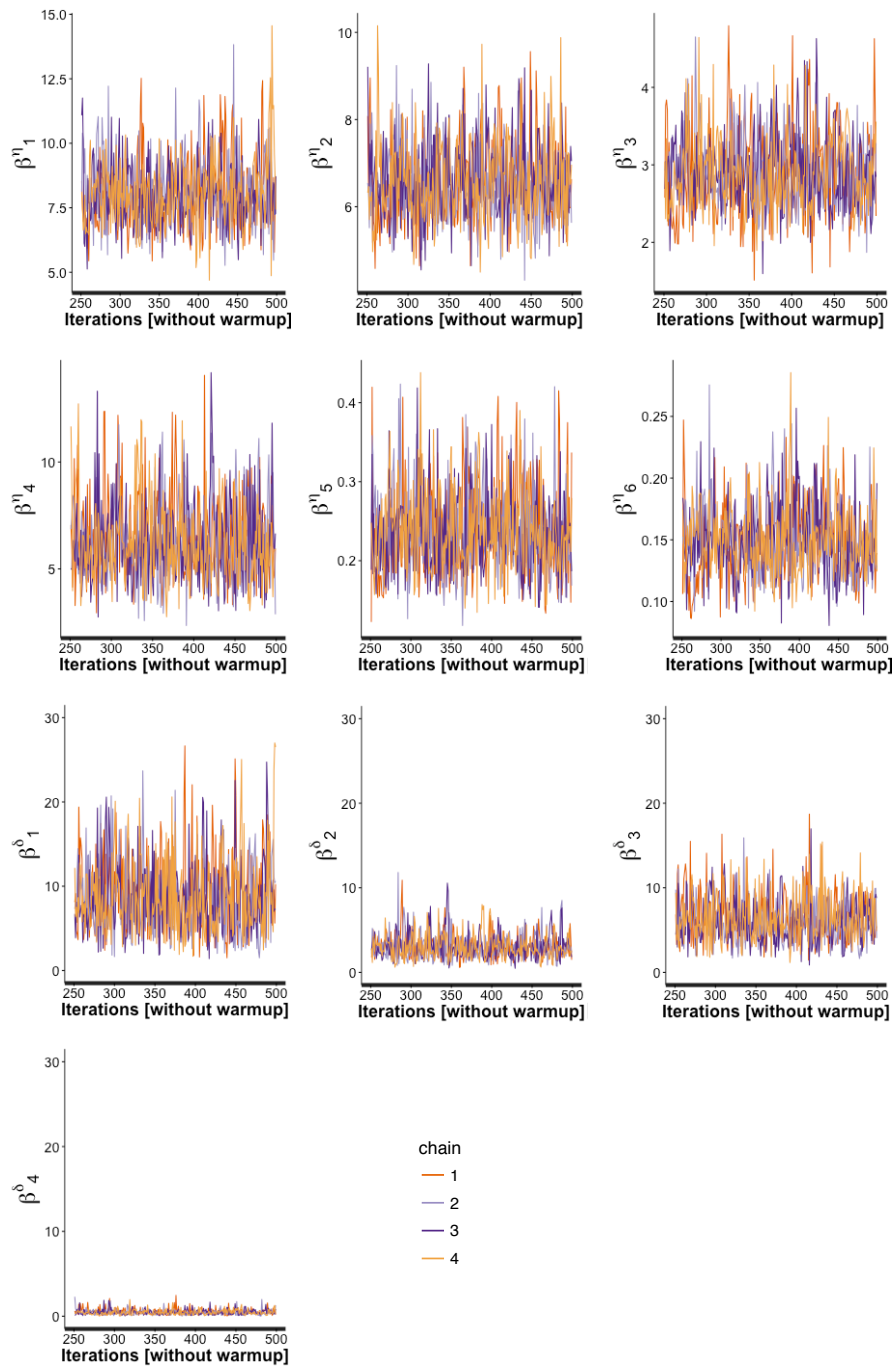 15.0
12.5
10.0
7.5
5.0
β^η_1
250 300 350 400 450 500
Iterations [without warmup]
10
8
6
β^η_2
250 300 350 400 450 500
Iterations [without warmup]
4
3
2
β^η_3
250 300 350 400 450 500
Iterations [without warmup]
10
5
β^η_4
250 300 350 400 450 500
Iterations [without warmup]
0.4
0.3
0.2
β^η_5
250 300 350 400 450 500
Iterations [without warmup]
0.25
0.20
0.15
0.10
β^η_6
250 300 350 400 450 500
Iterations [without warmup]
30
20
10
0
β^δ_1
250 300 350 400 450 500
Iterations [without warmup]
30
20
10
0
β^δ_2
250 300 350 400 450 500
Iterations [without warmup]
30
20
10
0
β^δ_3
250 300 350 400 450 500
Iterations [without warmup]
30
20
10
0
β^δ_4
250 300 350 400 450 500
Iterations [without warmup]
chain
1
2
3
4